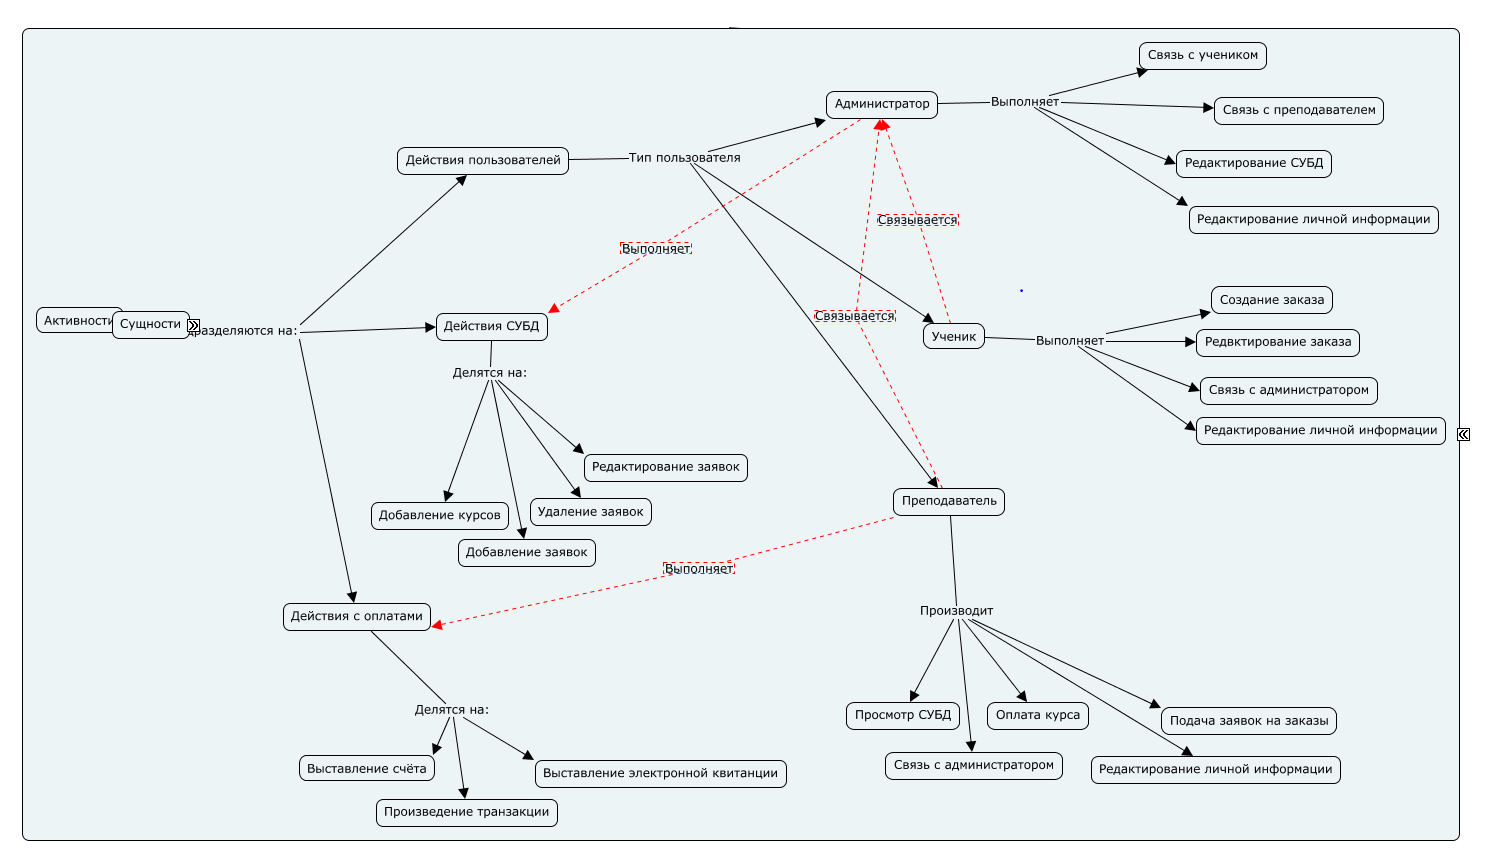 Связь с учеником
Администратор
Выполняет
Связь с преподавателем
Действия пользователей
Тип пользователя
Редактирование СУБД
Связывается
Редактирование личной информации
Выполняет
Создание заказа
Активности
Сущности
разделяются на:
Действия СУБД
Связывается
Ученик
Выполняет
Редвктирование заказа
Делятся на:
Связь с администратором
Редактирование личной информации
Редактирование заявок
Преподаватель
Добавление курсов
Удаление заявок
Добавление заявок
Выполняет
Действия с оплатами
Производит
Делятся на:
Просмотр СУБД
Оплата курса
Подача заявок на заказы
Связь с администратором
Редактирование личной информации
Выставление счёта
Выставление электронной квитанции
Произведение транзакции